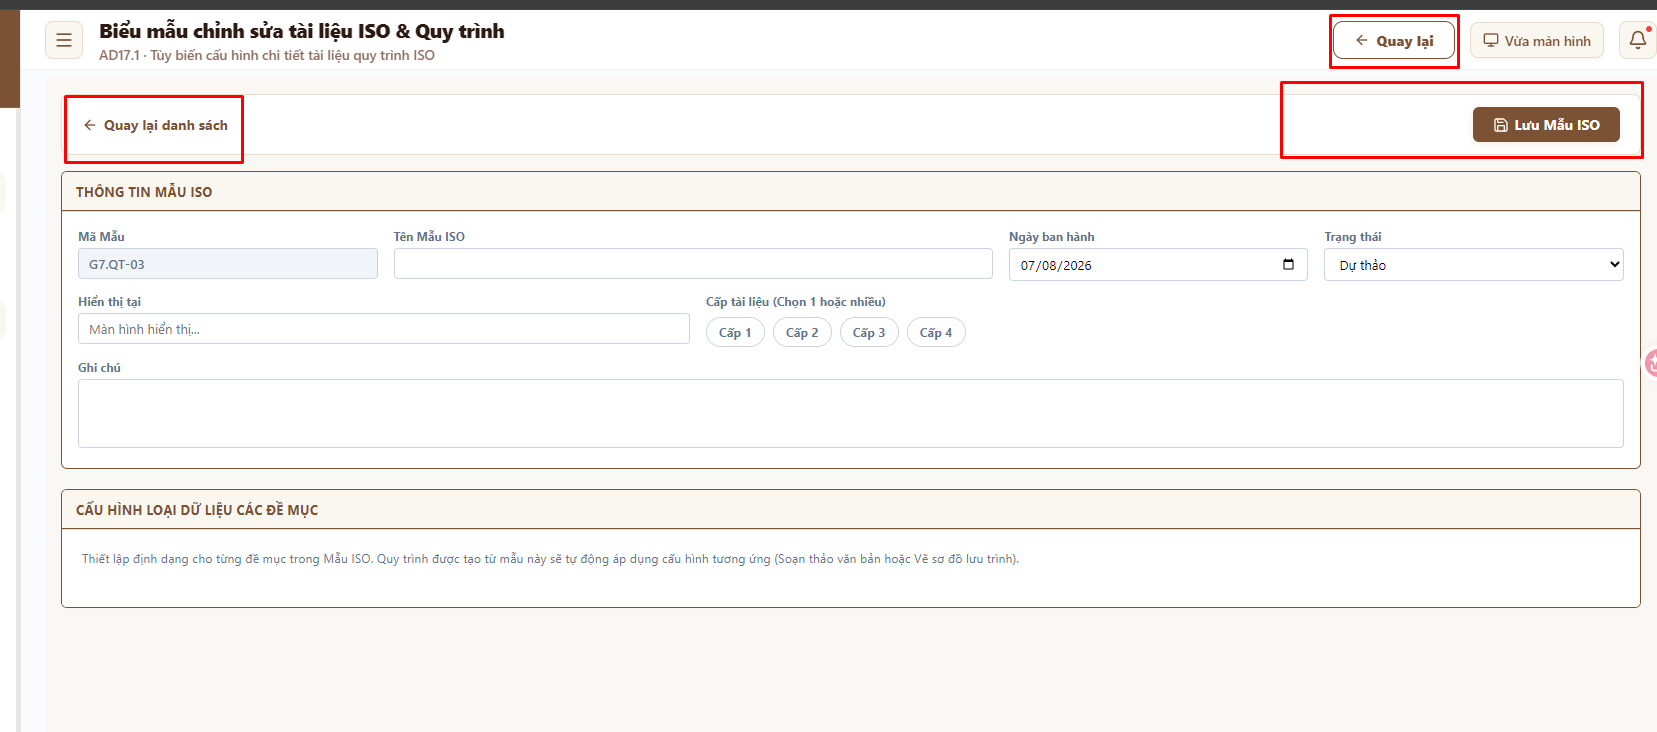 Biểu mẫu chỉnh sửa tài liệu ISO & Quy trình
AD17.1 · Tùy biến cấu hình chi tiết tài liệu quy trình ISO
Quay lại
Vừa màn hình
Quay lại danh sách
Lưu Mẫu ISO
THÔNG TIN MẪU ISO
Mã Mẫu
Tên Mẫu ISO
Ngày ban hành
Trạng thái
G7.QT-03
07/08/2026
Dự thảo
Hiển thị tại
Cấp tài liệu (Chọn 1 hoặc nhiều)
Màn hình hiển thị...
Cấp 1
Cấp 2
Cấp 3
Cấp 4
Ghi chú
CẤU HÌNH LOẠI DỮ LIỆU CÁC ĐỀ MỤC
Thiết lập định dạng cho từng đề mục trong Mẫu ISO. Quy trình được tạo từ mẫu này sẽ tự động áp dụng cấu hình tương ứng (Soạn thảo văn bản hoặc Vẽ sơ đồ lưu trình).